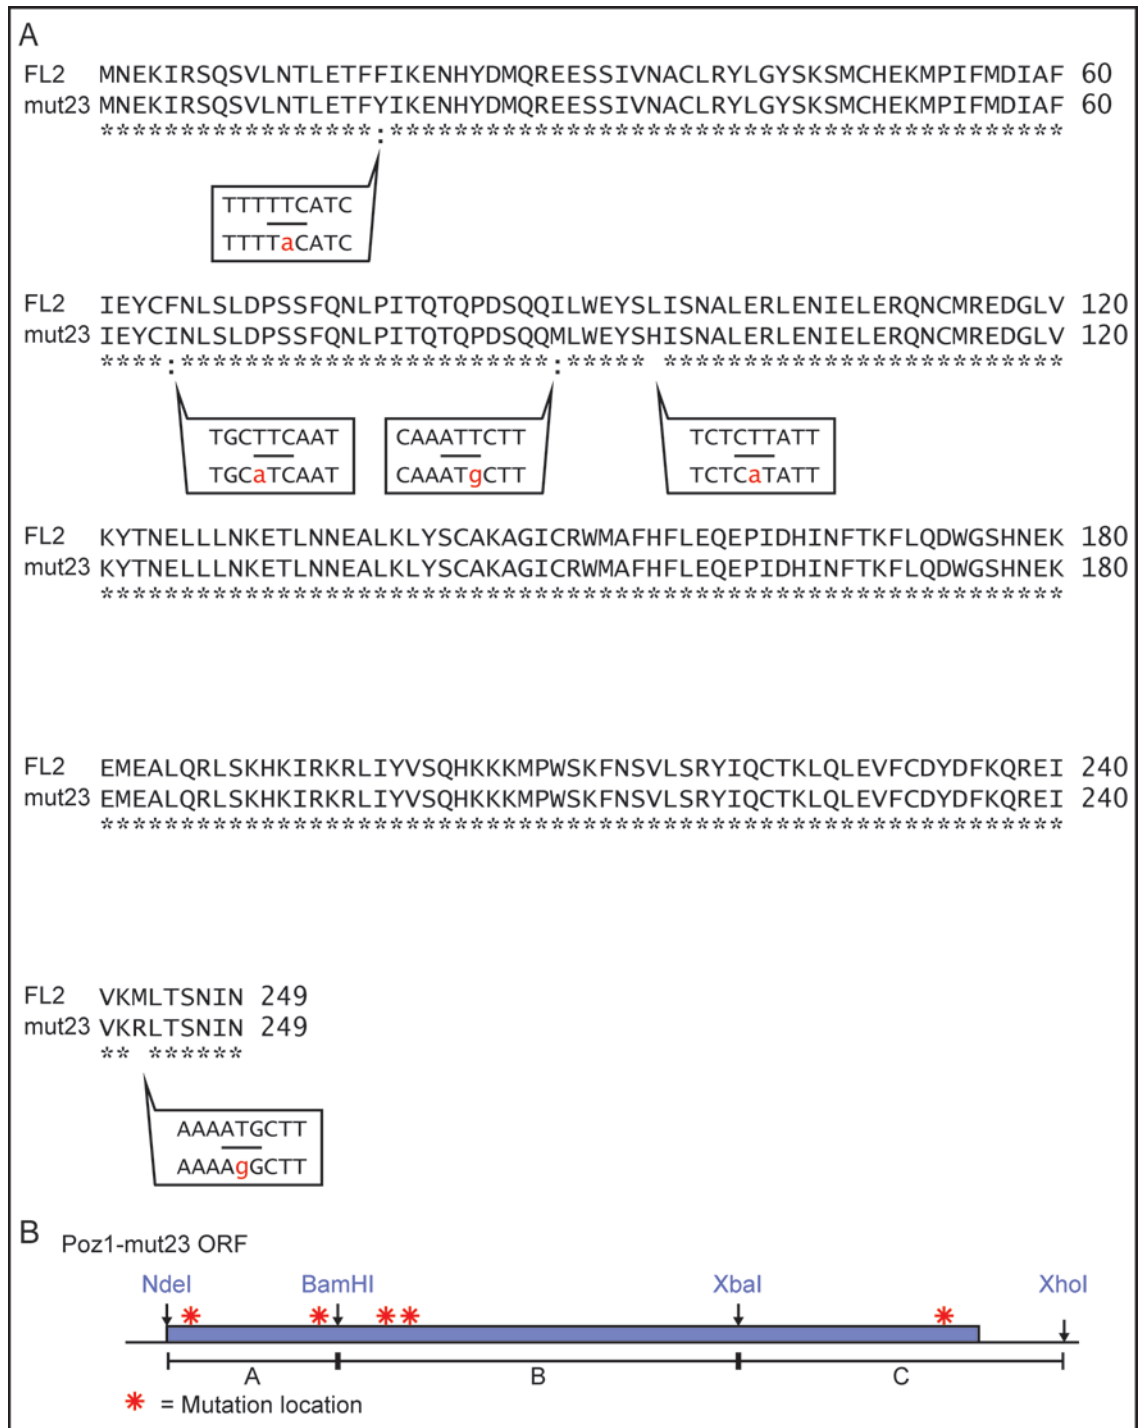 A
FL2 MNEKIRSQSVLNTLETFFIKENHYDMQREESSIVNACLRYLGYSKSMCHEKMPIFMDIAF 60
mut23 MNEKIRSQSVLNTLETFYIKENHYDMQREESSIVNACLRYLGYSKSMCHEKMPIFMDIAF 60
*****************:******************************************
TTTTTCATC
TTTTaCATC
FL2 IEYCFNLSLDPSSFQNLPITQTQPDSQQILWEYSLISNALERLENIELERQNCMREDGLV 120
mut23 IEYCINLSLDPSSFQNLPITQTQPDSQQMLWEYSHISNALERLENIELERQNCMREDGLV 120
****:***********************:***** *************************
TGCTTCAAT CAAATTCTT TCTCTTATT
TGCaTCAAT CAAATgCTT TCTCaTATT
FL2 KYTNELLLNKETLNNEALKLYSCAKAGICRWMAFHFLEQEPIDHINFTKFLQDWGSHNEK 180
mut23 KYTNELLLNKETLNNEALKLYSCAKAGICRWMAFHFLEQEPIDHINFTKFLQDWGSHNEK 180
************************************************************
FL2 EMEALQRLSKHKIRKRLIYVSQHKKKMPWSKFNSVLSRYIQCTKLQLEVFCDYDFKQREI 240
mut23 EMEALQRLSKHKIRKRLIYVSQHKKKMPWSKFNSVLSRYIQCTKLQLEVFCDYDFKQREI 240
************************************************************
FL2 VKMLTSNIN 249
mut23 VKRLTSNIN 249
** ******
AAAATGCTT
AAAAgGCTT
B
Poz1-mut23 ORF
NdeI BamHI XbaI XhoI
A B C
* = Mutation location